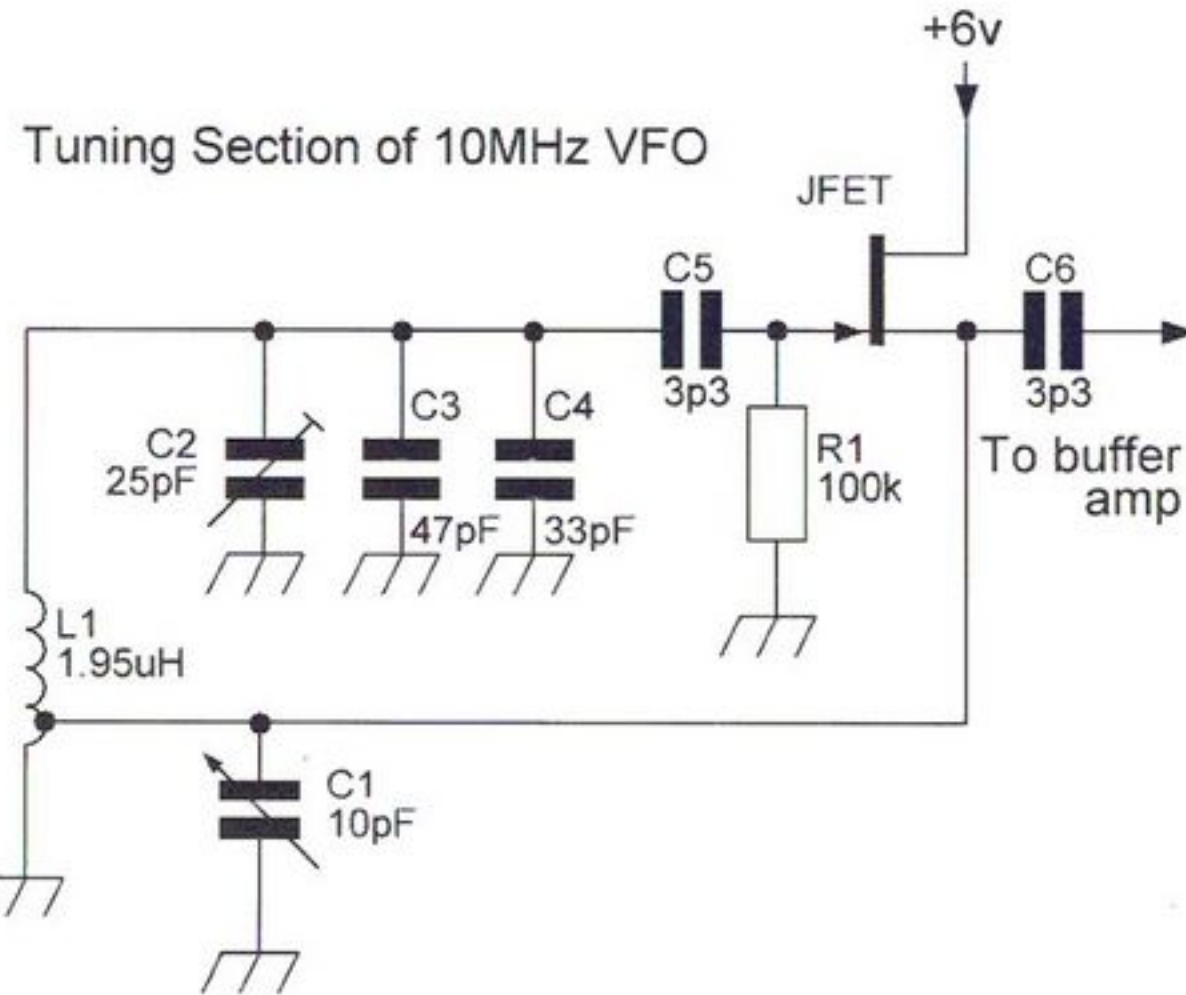 +6v
Tuning Section of 10MHz VFO
JFET
C5
3p3
C6
3p3
C2
25pF
C3
47pF
C4
33pF
R1
100k
To buffer
amp
L1
1.95uH
C1
10pF